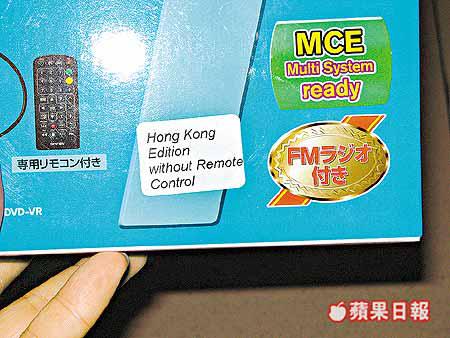 MCE
Multi System
ready
専用リモコン付き
Hong Kong
Edition
without Remote
Control
FMラジオ
付き
DVD-VR
蘋果日報